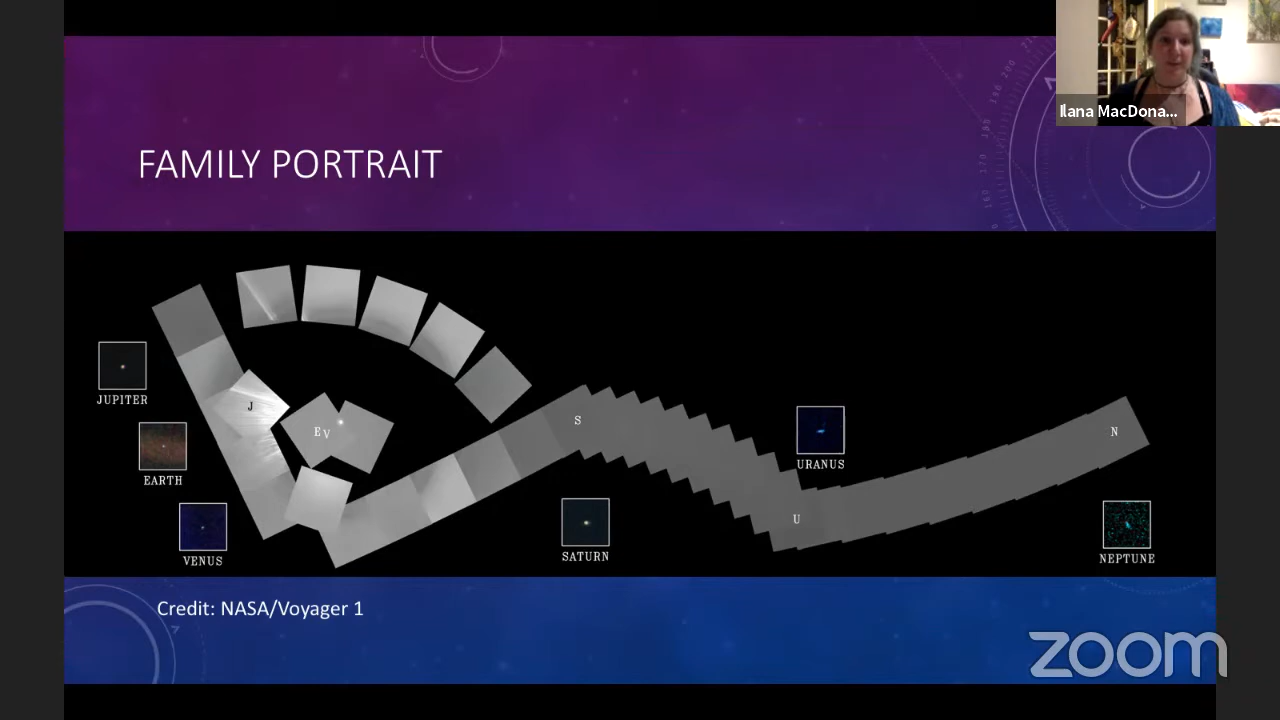 Ilana MacDona...
FAMILY PORTRAIT
JUPITER
EARTH
VENUS
J
E V
S
SATURN
URANUS
U
N
NEPTUNE
Credit: NASA/Voyager 1
zoom